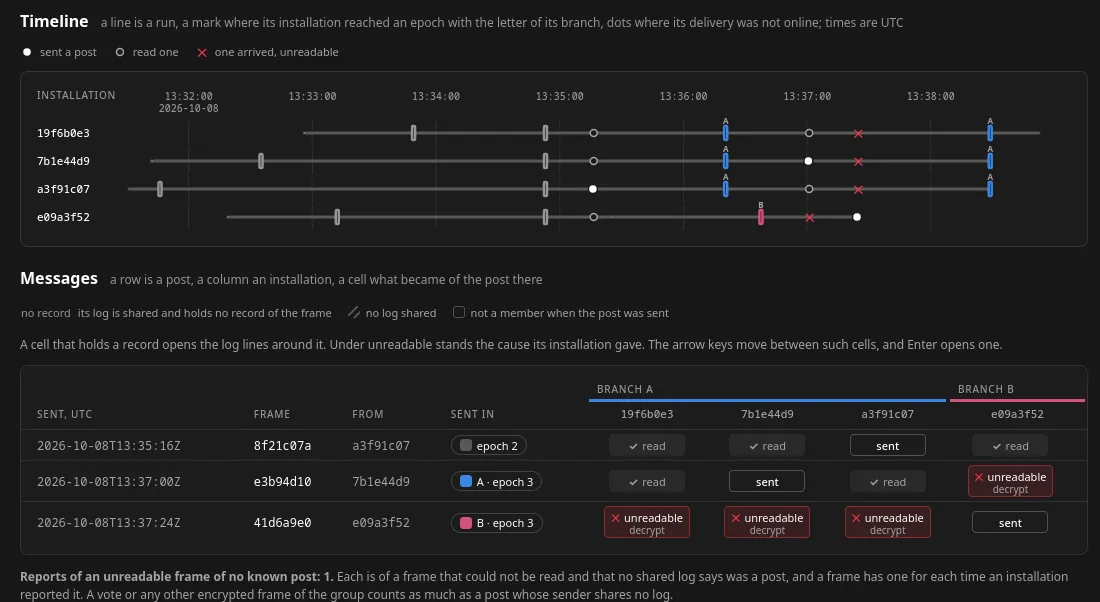 Timeline a line is a run, a mark where its installation reached an epoch with the letter of its branch, dots where its delivery was not online; times are UTC
sent a post read one one arrived, unreadable
INSTALLATION 13:32:00 13:33:00 13:34:00 13:35:00 13:36:00 13:37:00 13:38:00
2026-10-08
A A
19f6b0e3
A A
7b1e44d9
A A
a3f91c07
B
e09a3f52
Messages a row is a post, a column an installation, a cell what became of the post there
no record its log is shared and holds no record of the frame no log shared not a member when the post was sent
A cell that holds a record opens the log lines around it. Under unreadable stands the cause its installation gave. The arrow keys move between such cells, and Enter opens one.
BRANCH A BRANCH B
SENT, UTC FRAME FROM SENT IN 19f6b0e3 7b1e44d9 a3f91c07 e09a3f52
2026-10-08T13:35:16Z 8f21c07a a3f91c07 epoch 2 ✓ read ✓ read sent ✓ read
2026-10-08T13:37:00Z e3b94d10 7b1e44d9 A · epoch 3 ✓ read sent ✓ read ✕ unreadable
decrypt
2026-10-08T13:37:24Z 41d6a9e0 e09a3f52 B · epoch 3 ✕ unreadable ✕ unreadable ✕ unreadable sent
decrypt decrypt decrypt
Reports of an unreadable frame of no known post: 1. Each is of a frame that could not be read and that no shared log says was a post, and a frame has one for each time an installation
reported it. A vote or any other encrypted frame of the group counts as much as a post whose sender shares no log.